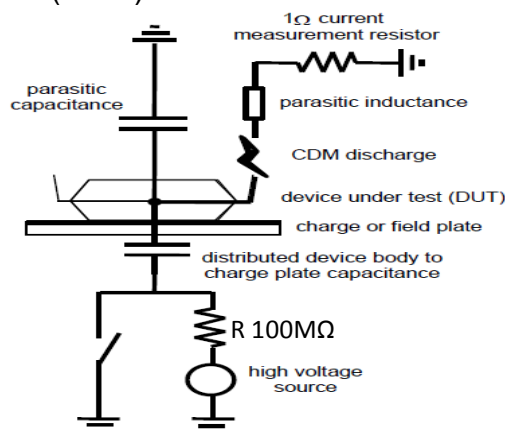 1Ω current
measurement resistor
parasitic
capacitance
parasitic inductance
CDM discharge
device under test (DUT)
charge or field plate
distributed device body to
charge plate capacitance
R 100MΩ
high voltage
source